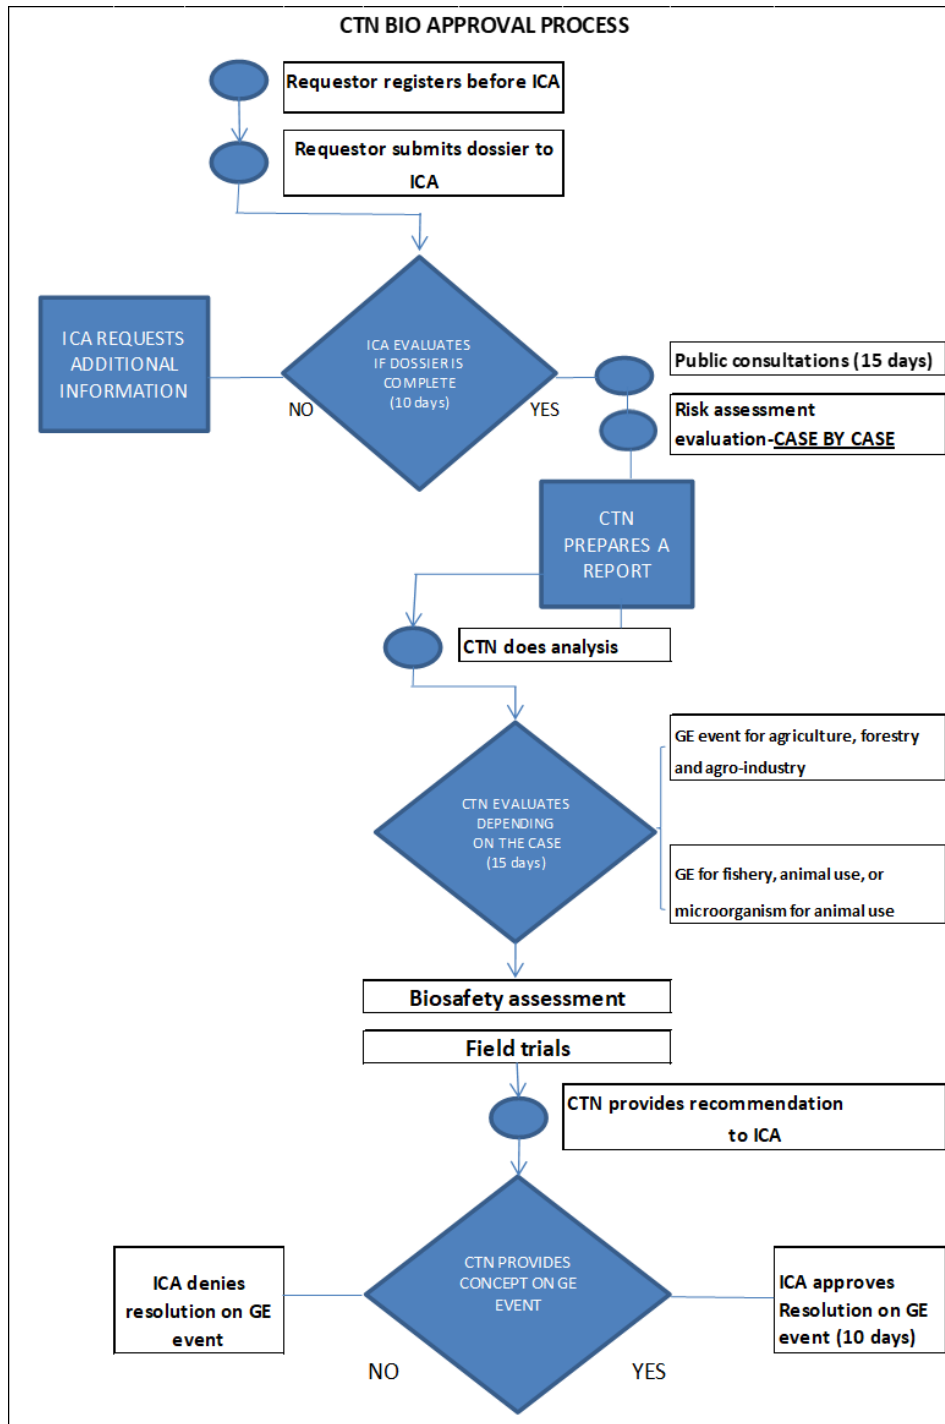 CTN BIO APPROVAL PROCESS
Requestor registers before ICA
Requestor submits dossier to
ICA
ICA REQUESTS
ADDITIONAL
INFORMATION
ICA EVALUATES
IF DOSSIER IS
COMPLETE
(10 days)
NO
YES
Public consultations (15 days)
Risk assessment
evaluation-CASE BY CASE
CTN
PREPARES A
REPORT
CTN does analysis
CTN EVALUATES
DEPENDING
ON THE CASE
(15 days)
GE event for agriculture, forestry
and agro-industry
GE for fishery, animal use, or
microorganism for animal use
Biosafety assessment
Field trials
CTN provides recommendation
to ICA
CTN PROVIDES
CONCEPT ON GE
EVENT
ICA denies
resolution on GE
event
ICA approves
Resolution on GE
event (10 days)
NO
YES